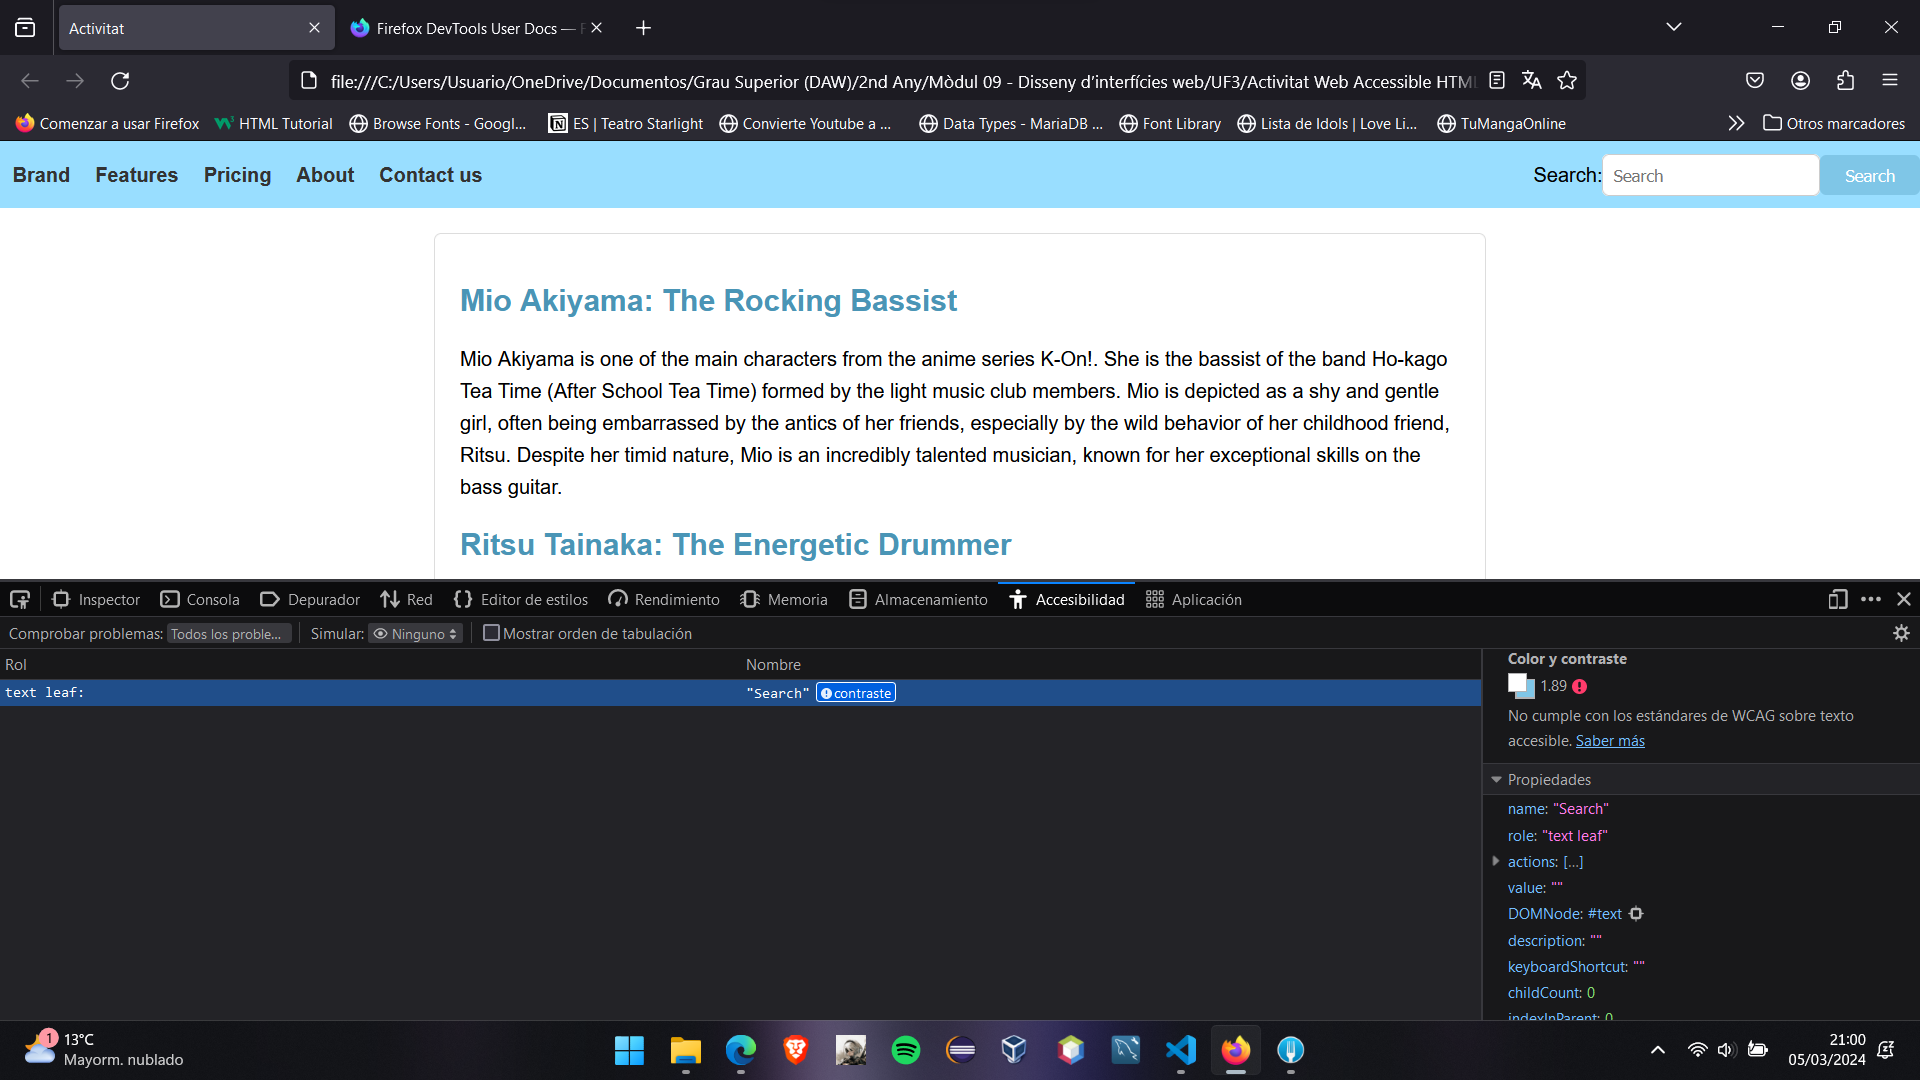 Activitat
Firefox DevTools User Docs — F
file:///C:/Users/Usuario/OneDrive/Documentos/Grau Superior (DAW)/2nd Any/Mòdul 09 - Disseny d’interfícies web/UF3/Activitat Web Accessible HTML
Comenzar a usar Firefox
HTML Tutorial
Browse Fonts - Googl...
ES | Teatro Starlight
Convierte Youtube a ...
Data Types - MariaDB ...
Font Library
Lista de Idols | Love Li...
TuMangaOnline
Otros marcadores
Brand Features Pricing About Contact us Search: Search Search
Mio Akiyama: The Rocking Bassist
Mio Akiyama is one of the main characters from the anime series K-On!. She is the bassist of the band Ho-kago
Tea Time (After School Tea Time) formed by the light music club members. Mio is depicted as a shy and gentle
girl, often being embarrassed by the antics of her friends, especially by the wild behavior of her childhood friend,
Ritsu. Despite her timid nature, Mio is an incredibly talented musician, known for her exceptional skills on the
bass guitar.
Ritsu Tainaka: The Energetic Drummer
Inspector Consola Depurador Red Editor de estilos Rendimiento Memoria Almacenamiento Accesibilidad Aplicación
Comprobar problemas: Todos los proble... Simular: Ninguno Mostrar orden de tabulación
Rol Nombre
text leaf: "Search" contraste
Color y contraste
1.89
No cumple con los estándares de WCAG sobre texto
accesible. Saber más
Propiedades
name: "Search"
role: "text leaf"
actions: […]
value: ""
DOMNode: #text
description: ""
keyboardShortcut: ""
childCount: 0
indexInParent: 0
1
13°C
Mayorm. nublado
21:00
05/03/2024